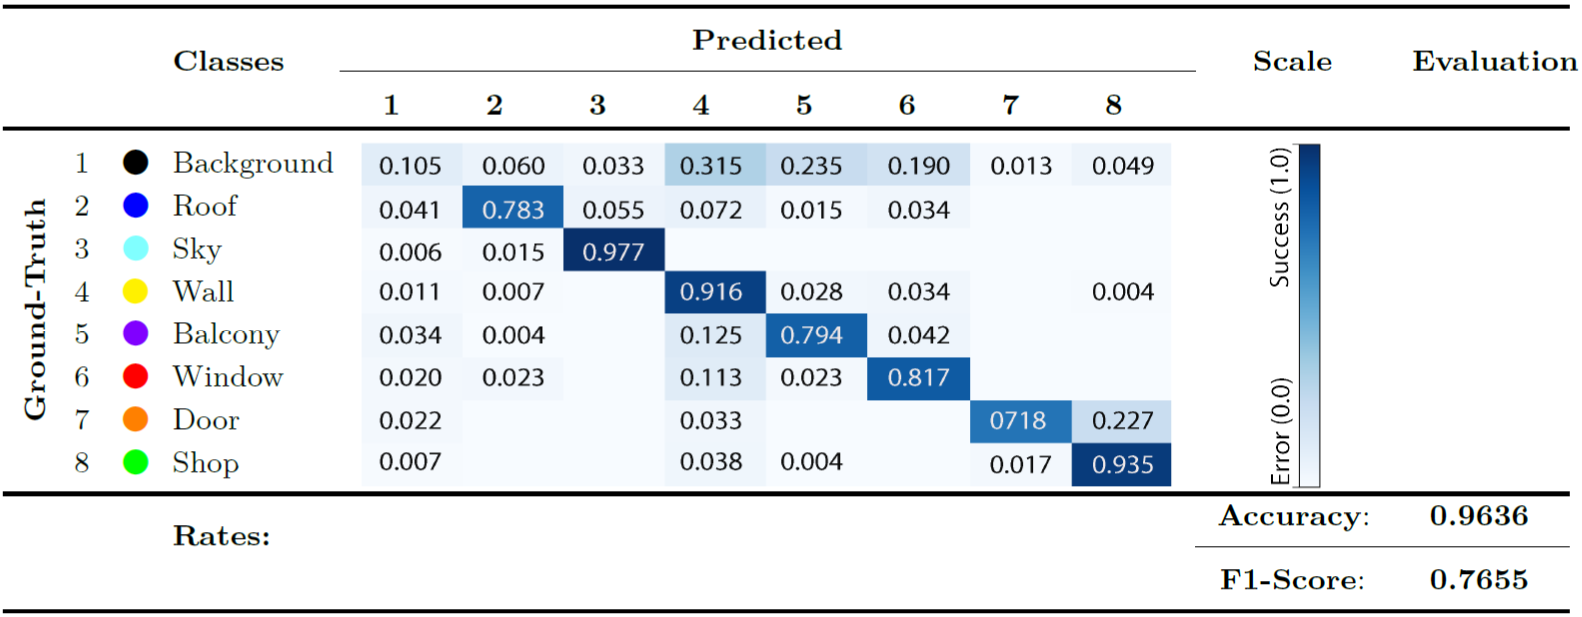 Classes Predicted Scale Evaluation
1 2 3 4 5 6 7 8
Ground-Truth
1 Background 0.105 0.060 0.033 0.315 0.235 0.190 0.013 0.049
2 Roof 0.041 0.783 0.055 0.072 0.015 0.034
3 Sky 0.006 0.015 0.977
4 Wall 0.011 0.007 0.916 0.028 0.034 0.004
5 Balcony 0.034 0.004 0.125 0.794 0.042
6 Window 0.020 0.023 0.113 0.023 0.817
7 Door 0.022 0.033 0718 0.227
8 Shop 0.007 0.038 0.004 0.017 0.935
Success (1.0)
Error (0.0)
Rates:
Accuracy: 0.9636
F1-Score: 0.7655